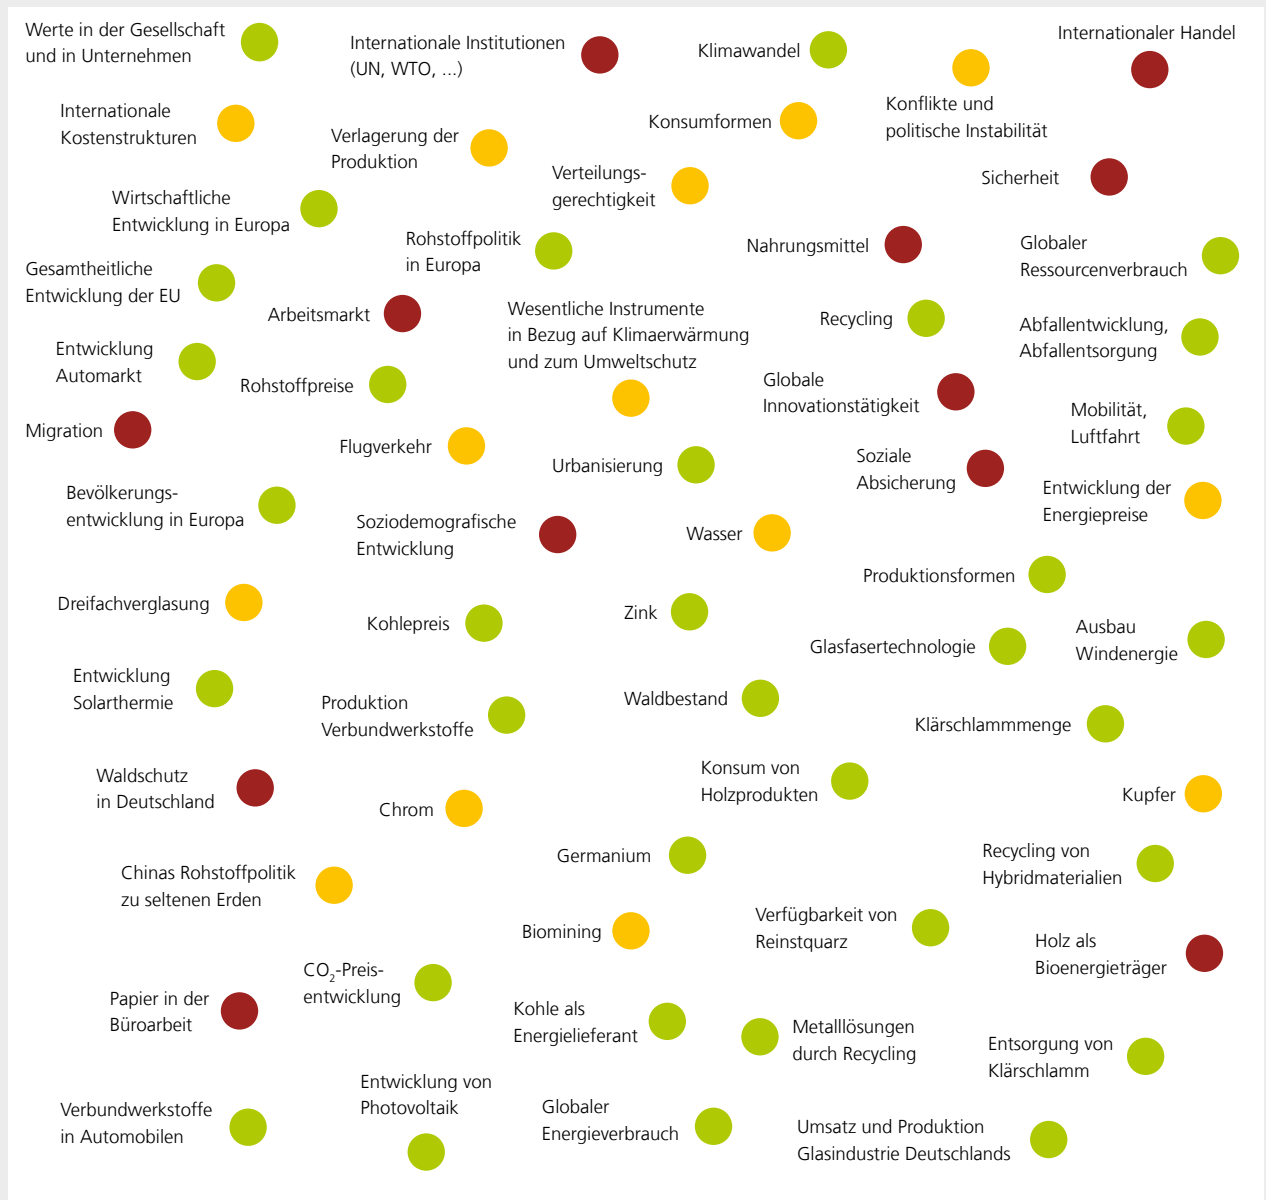 Werte in der Gesellschaft
und in Unternehmen
Internationale Institutionen
(UN, WTO, ...)
Klimawandel
Internationaler Handel
Konflikte und
politische Instabilität
Internationale
Kostenstrukturen
Verlagerung der
Produktion
Konsumformen
Verteilungs-
gerechtigkeit
Sicherheit
Wirtschaftliche
Entwicklung in Europa
Rohstoffpolitik
in Europa
Nahrungsmittel
Globaler
Ressourcenverbrauch
Gesamtheitliche
Entwicklung der EU
Arbeitsmarkt
Wesentliche Instrumente
in Bezug auf Klimaerwärmung
und zum Umweltschutz
Recycling
Abfallentwicklung,
Abfallentsorgung
Entwicklung
Automarkt
Rohstoffpreise
Globale
Innovationstätigkeit
Mobilität,
Luftfahrt
Migration
Flugverkehr
Urbanisierung
Soziale
Absicherung
Entwicklung der
Energiepreise
Bevölkerungs-
entwicklung in Europa
Soziodemografische
Entwicklung
Wasser
Produktionsformen
Dreifachverglasung
Kohlepreis
Zink
Glasfasertechnologie
Ausbau
Windenergie
Entwicklung
Solarthermie
Produktion
Verbundwerkstoffe
Waldbestand
Klärschlammmenge
Waldschutz
in Deutschland
Chrom
Konsum von
Holzprodukten
Kupfer
Chinas Rohstoffpolitik
zu seltenen Erden
Germanium
Recycling von
Hybridmaterialien
Biomining
Verfügbarkeit von
Reinstquarz
Holz als
Bioenergieträger
CO₂-Preis-
entwicklung
Papier in der
Büroarbeit
Kohle als
Energielieferant
Metalllösungen
durch Recycling
Entsorgung von
Klärschlamm
Verbundwerkstoffe
in Automobilen
Entwicklung von
Photovoltaik
Globaler
Energieverbrauch
Umsatz und Produktion
Glasindustrie Deutschlands